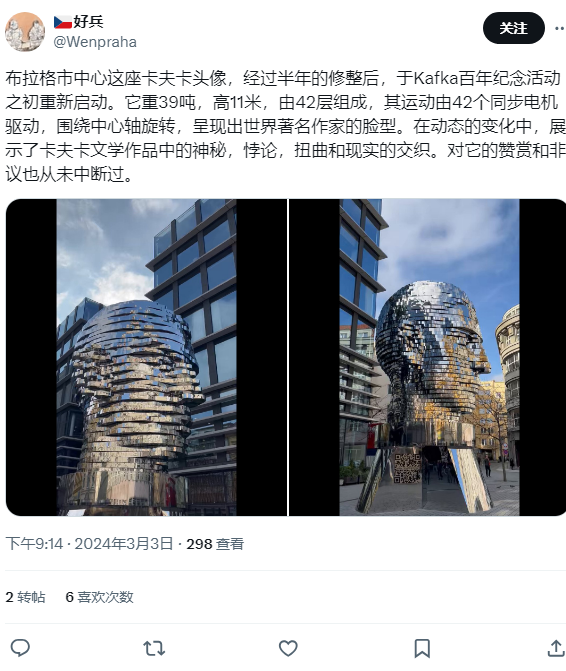 好兵
@Wenpraha
关注
布拉格市中心这座卡夫卡头像，经过半年的修整后，于Kafka百年纪念活动
之初重新启动。它重39吨，高11米，由42层组成，其运动由42个同步电机
驱动，围绕中心轴旋转，呈现出世界著名作家的脸型。在动态的变化中，展
示了卡夫卡文学作品中的神秘，悖论，扭曲和现实的交织。对它的赞赏和非
议也从未中断过。
下午9:14 · 2024年3月3日 · 298 查看
2 转帖 6 喜欢次数